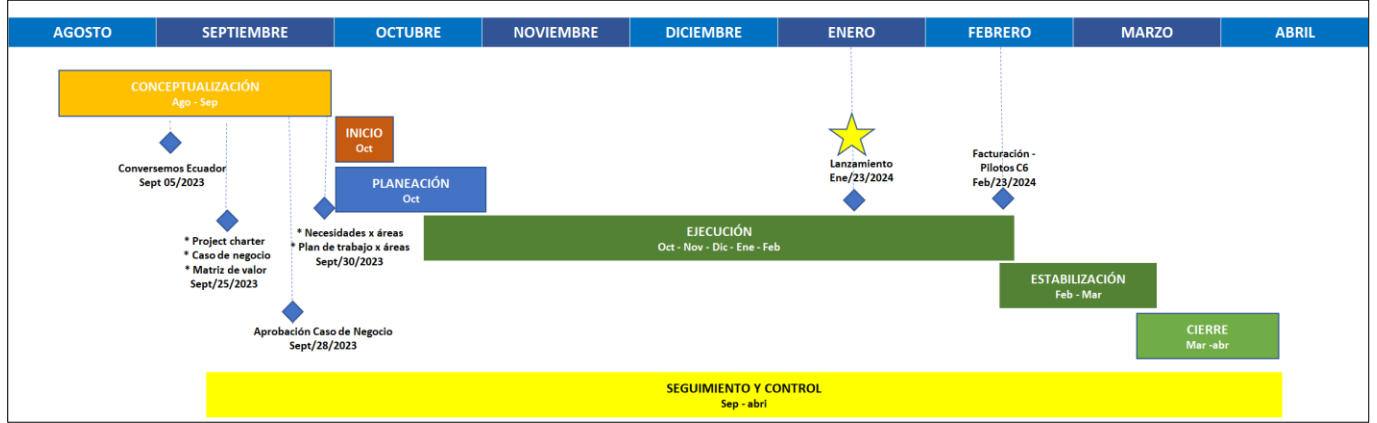 AGOSTO
SEPTIEMBRE
OCTUBRE
NOVIEMBRE
DICIEMBRE
ENERO
FEBRERO
MARZO
ABRIL
CONCEPTUALIZACIÓN
Ago - Sep
INICIO
Oct
Conversemos Ecuador
Sept 05/2023
PLANEACIÓN
Oct
Lanzamiento
Ene/23/2024
Facturación -
Pilotos C6
Feb/23/2024
* Project charter
* Caso de negocio
* Matriz de valor
Sept/25/2023
* Necesidades x áreas
* Plan de trabajo x áreas
Sept/30/2023
EJECUCIÓN
Oct - Nov - Dic - Ene - Feb
ESTABILIZACIÓN
Feb - Mar
Aprobación Caso de Negocio
Sept/28/2023
CIERRE
Mar -abr
SEGUIMIENTO Y CONTROL
Sep - abri